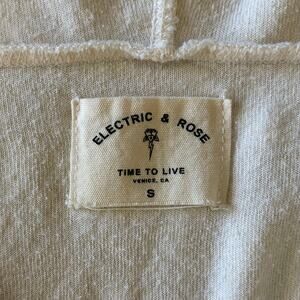 ELECTRIC & ROSE
TIME TO LIVE
VENICE, CA
S